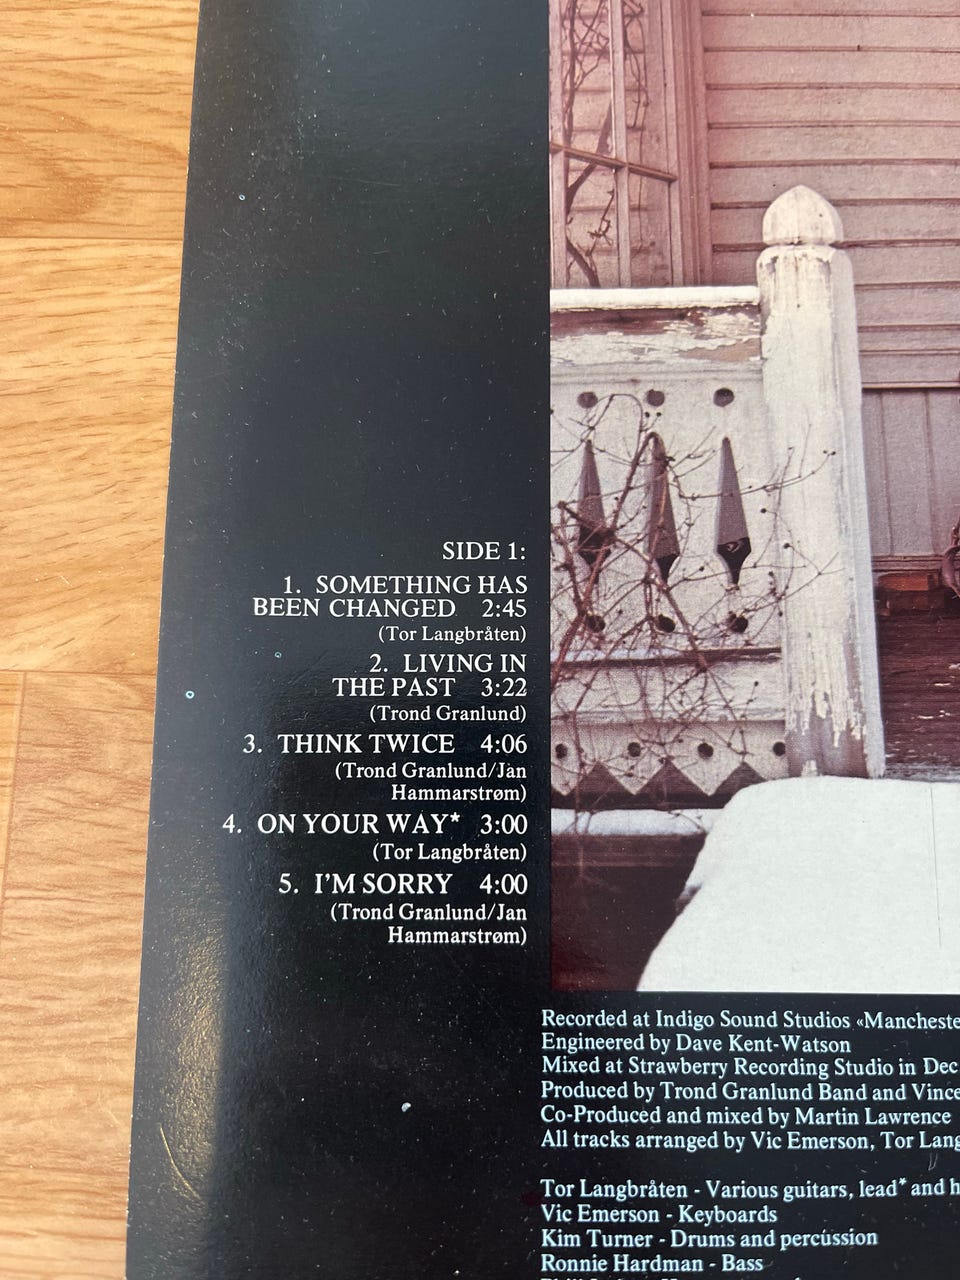 SIDE 1:
1. SOMETHING HAS
BEEN CHANGED 2:45
(Tor Langbråten)
2. LIVING IN
THE PAST 3:22
(Trond Granlund)
3. THINK TWICE 4:06
(Trond Granlund/Jan
Hammarstrøm)
4. ON YOUR WAY* 3:00
(Tor Langbråten)
5. I'M SORRY 4:00
(Trond Granlund/Jan
Hammarstrøm)
Recorded at Indigo Sound Studios «Mancheste
Engineered by Dave Kent-Watson
Mixed at Strawberry Recording Studio in Dec
Produced by Trond Granlund Band and Vince
Co-Produced and mixed by Martin Lawrence
All tracks arranged by Vic Emerson, Tor Lang
Tor Langbråten - Various guitars, lead* and h
Vic Emerson - Keyboards
Kim Turner - Drums and percussion
Ronnie Hardman - Bass